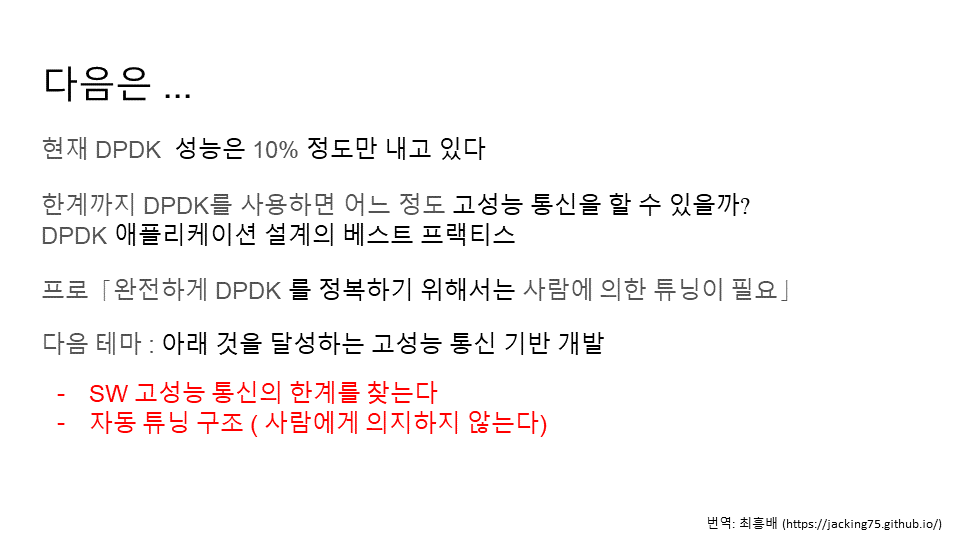 다음은 ...
현재 DPDK 성능은 10% 정도만 내고 있다
한계까지 DPDK를 사용하면 어느 정도 고성능 통신을 할 수 있을까?
DPDK 애플리케이션 설계의 베스트 프랙티스
프로「완전하게 DPDK 를 정복하기 위해서는 사람에 의한 튜닝이 필요」
다음 테마 : 아래 것을 달성하는 고성능 통신 기반 개발
- SW 고성능 통신의 한계를 찾는다
- 자동 튜닝 구조 ( 사람에게 의지하지 않는다)
번역: 최흥배 (https://jacking75.github.io/)